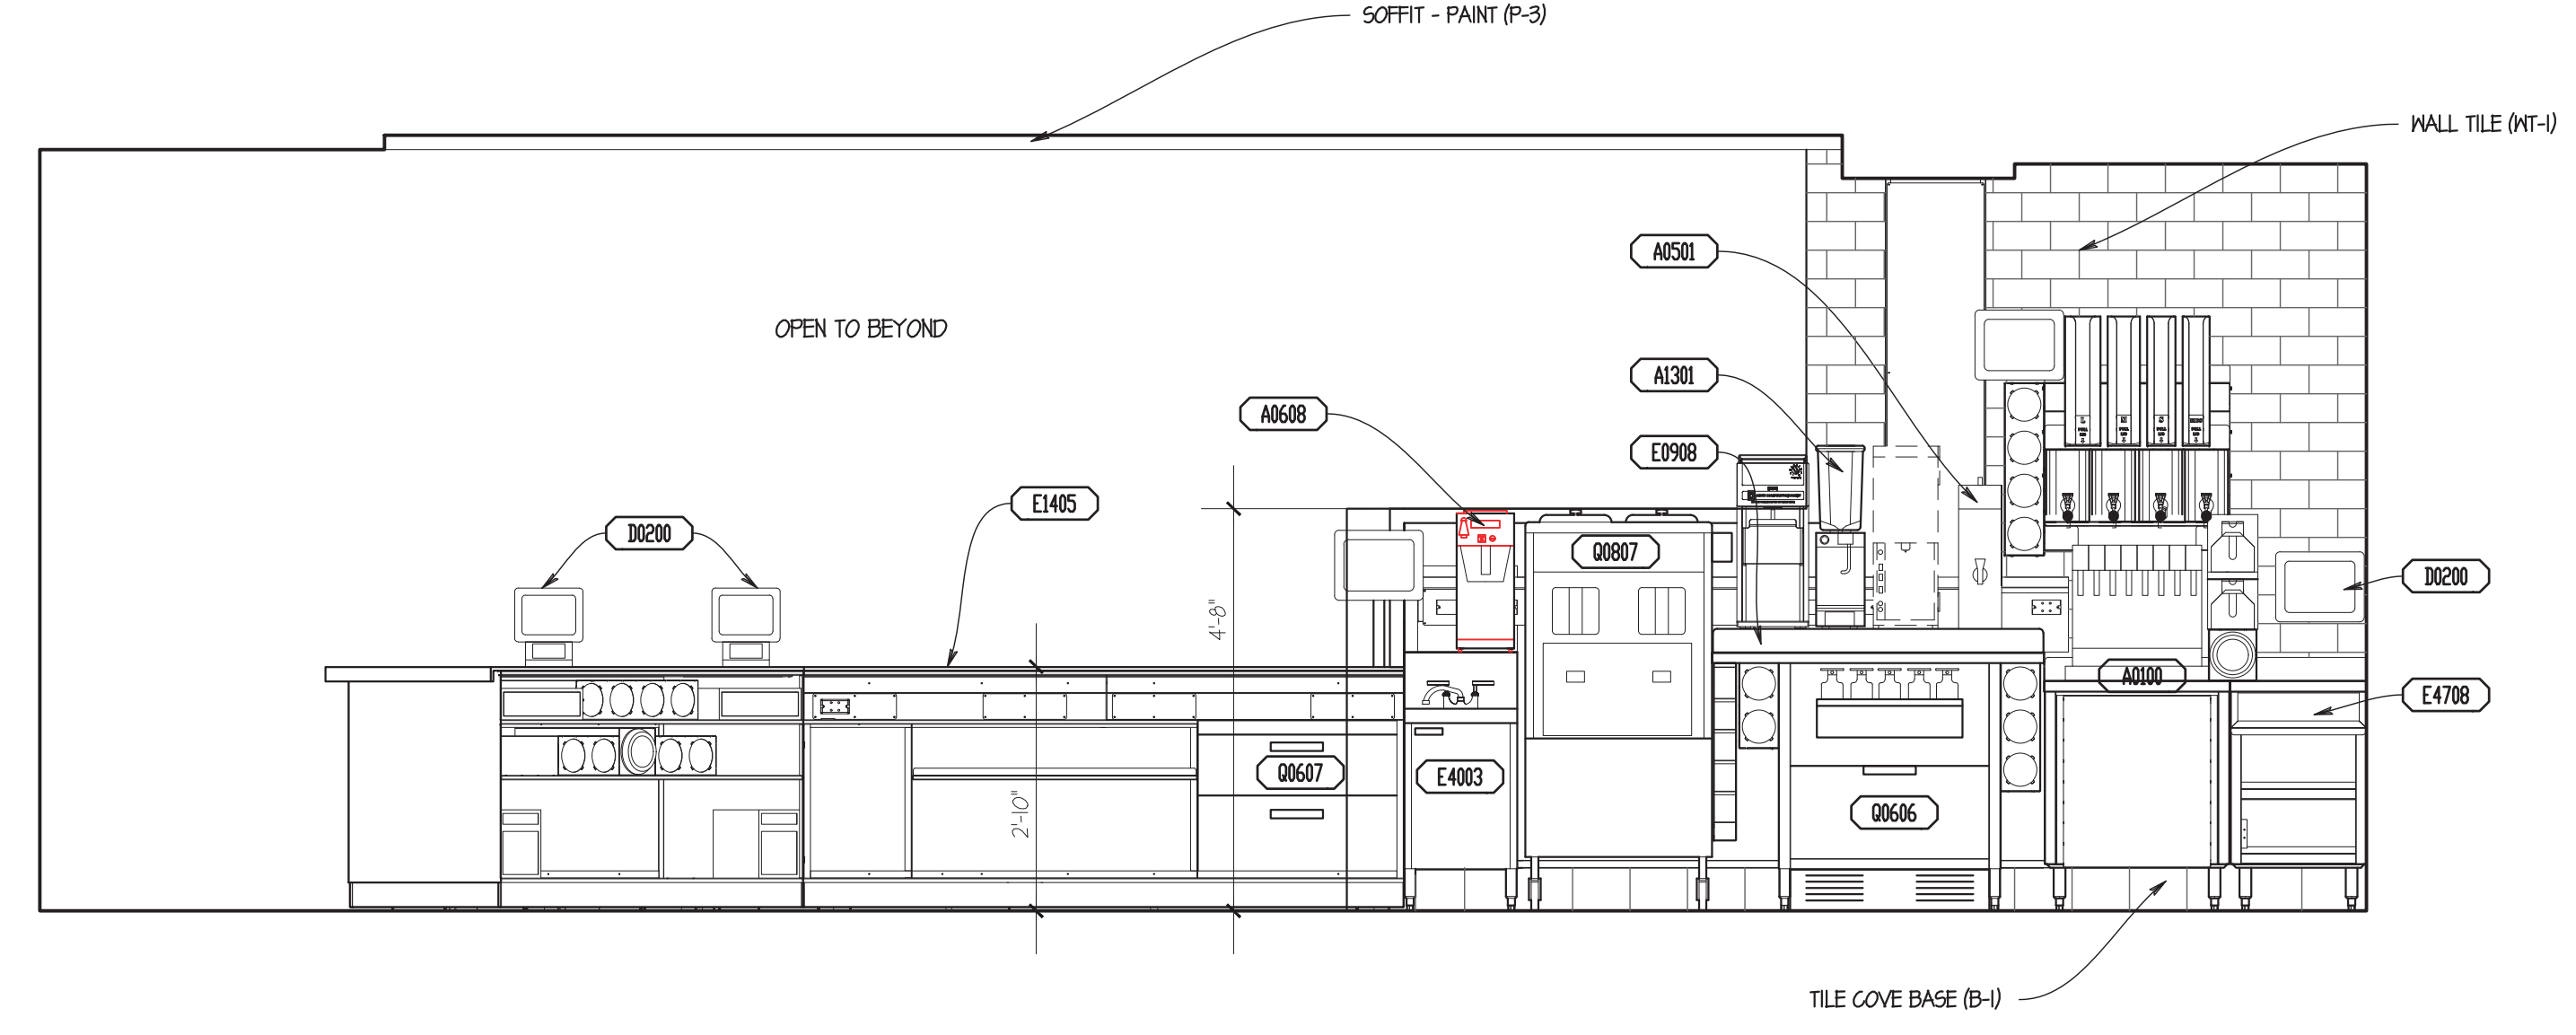 SOFFIT - PAINT (P-3)
WALL TILE (WT-1)
A0501
OPEN TO BEYOND
A1301
A0608
E0908
E1405
D0200
Q0807
D0200
4'-8"
A0100
E4708
Q0607
E4003
2'-10"
Q0606
TILE COVE BASE (B-1)